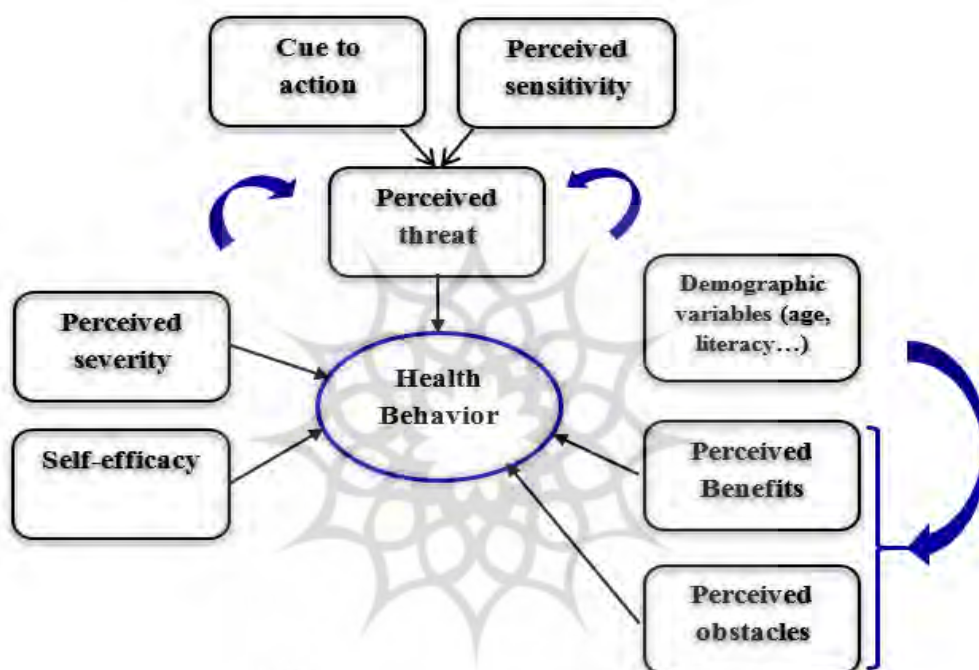 Cue to
action
Perceived
sensitivity
Perceived
threat
Demographic
variables (age,
literacy...)
Perceived
severity
Health
Behavior
Self-efficacy
Perceived
Benefits
Perceived
obstacles